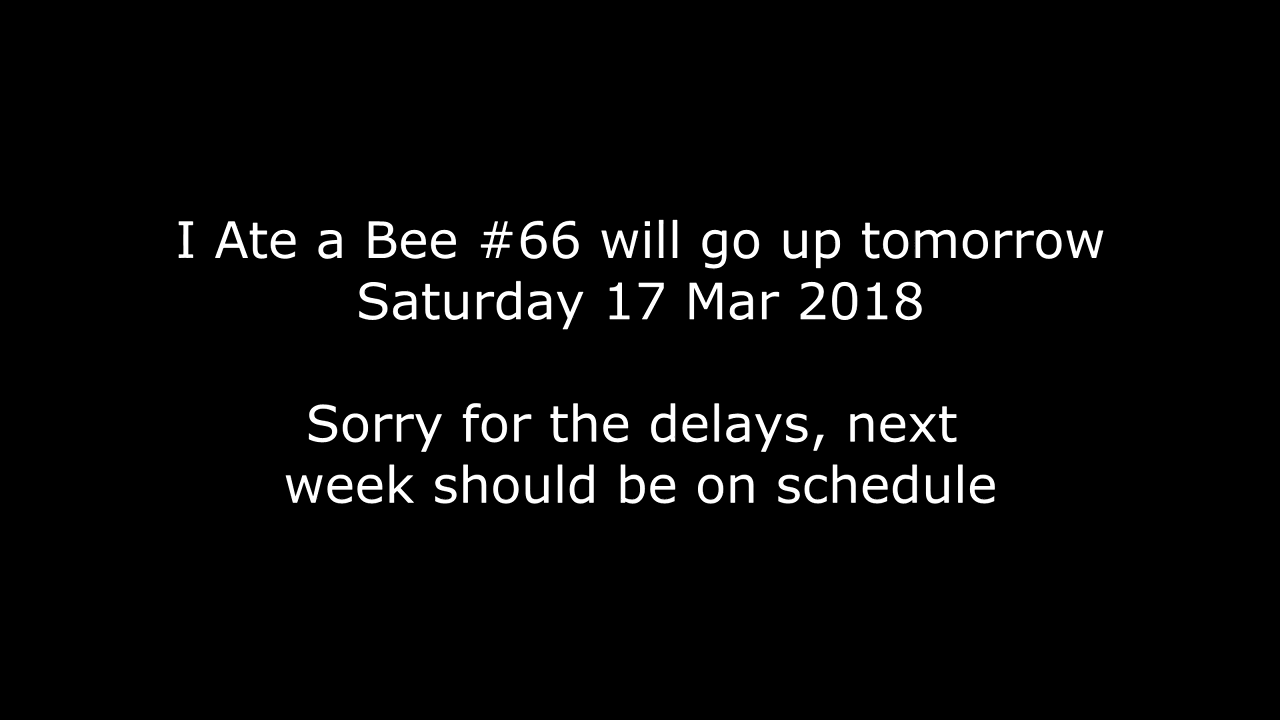 I Ate a Bee #66 will go up tomorrow
Saturday 17 Mar 2018
Sorry for the delays, next
week should be on schedule